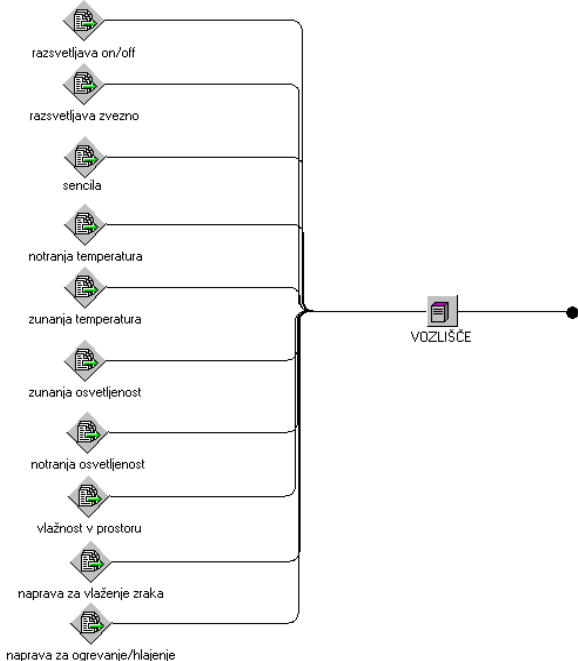 razsvetljava on/off
razsvetljava zvezno
sencila
notranja temperatura
zunanja temperatura
VOZLIŠČE
zunanja osvetljenost
notranja osvetljenost
vlažnost v prostoru
naprava za vlaženje zraka
naprava za ogrevanje/hlajenje